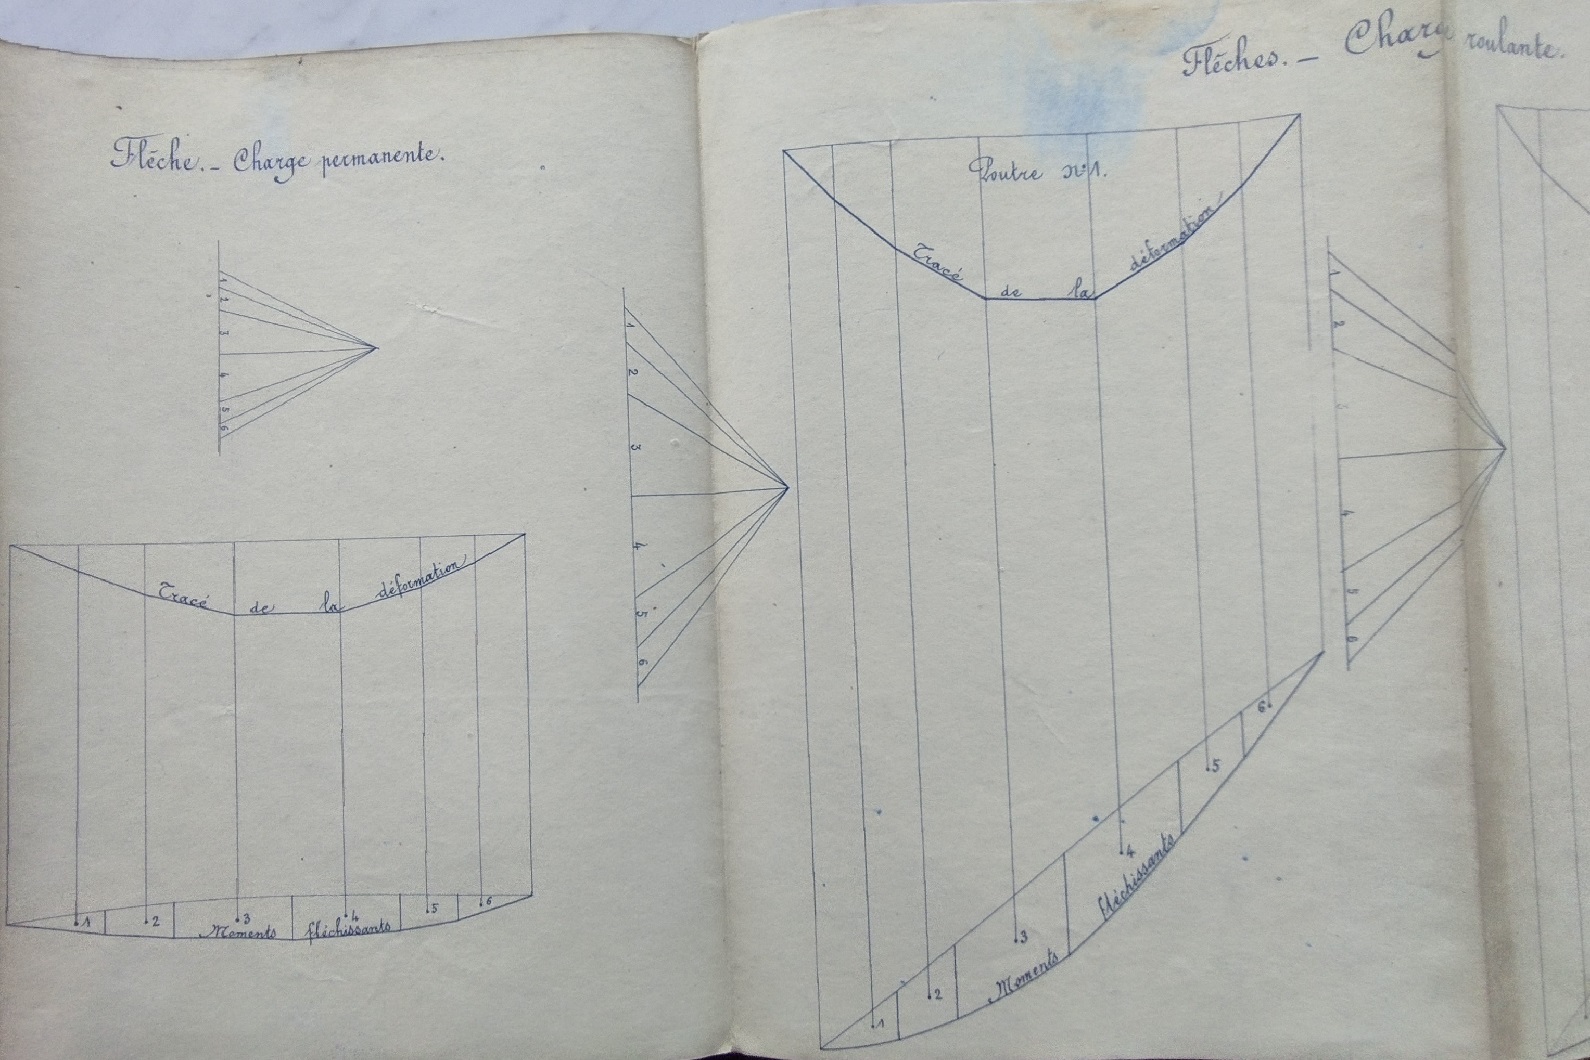 Flêche. - Charge permanente.
1
2
3
4
5
6
Tracé de la déformation
1 2 3 4 5 6
Moments fléchissants
Flêches. - Charge roulante.
Poutre n°1.
Tracé de la déformation
1
2
3
4
5
6
1 2 3 4 5 6
Moments fléchissants
1
2
3
4
5
6